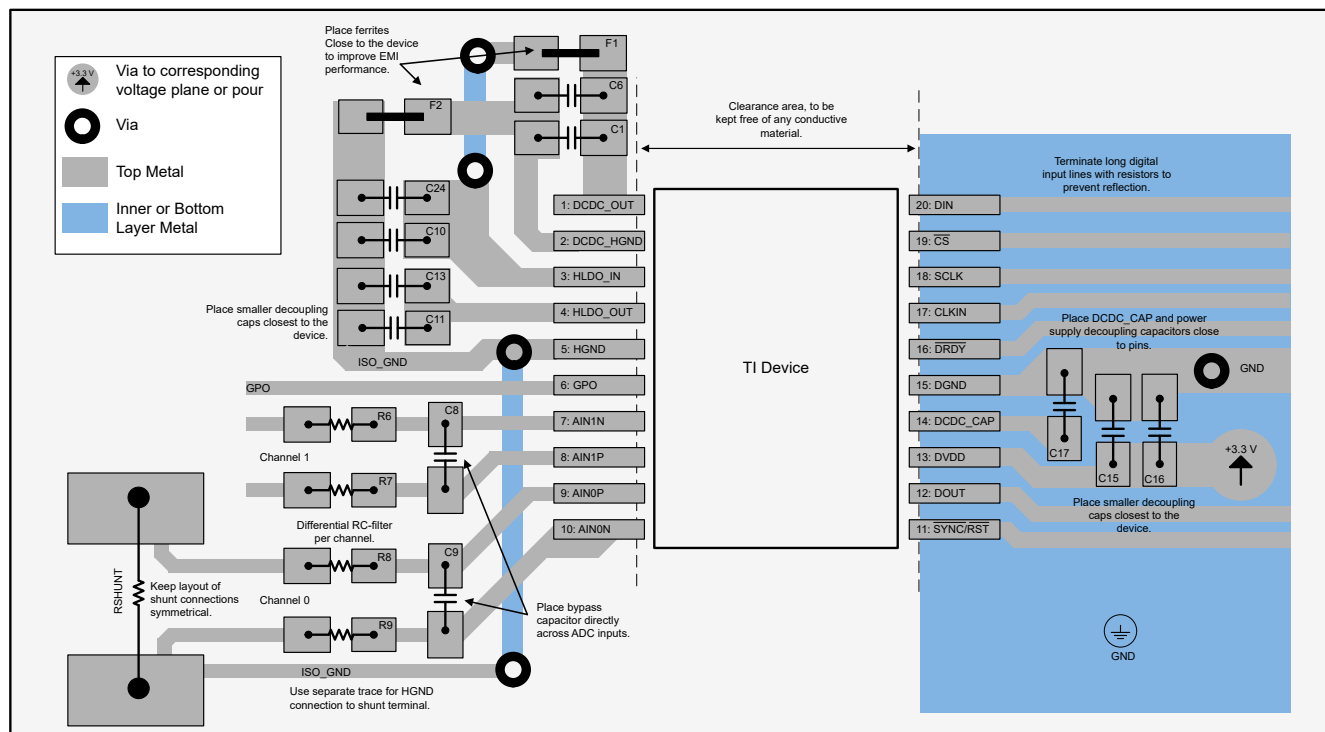 +3.3 V
Via to corresponding
voltage plane or pour
Via
Top Metal
Inner or Bottom
Layer Metal
Place ferrites
Close to the device
to improve EMI
performance.
F1
F2
C6
C1
C24
C10
C13
C11
Place smaller decoupling
caps closest to the
device.
ISO_GND
GPO
Clearance area, to be
kept free of any conductive
material.
1: DCDC_OUT
2: DCDC_HGND
3: HLDO_IN
4: HLDO_OUT
5: HGND
6: GPO
7: AIN1N
8: AIN1P
9: AIN0P
10: AIN0N
TI Device
20: DIN
19: CS
18: SCLK
17: CLKIN
16: DRDY
15: DGND
14: DCDC_CAP
13: DVDD
12: DOUT
11: SYNC/RST
Terminate long digital
input lines with resistors to
prevent reflection.
Place DCDC_CAP and power
supply decoupling capacitors close
to pins.
GND
C17
C15
C16
+3.3 V
Place smaller decoupling
caps closest to the
device.
GND
R6
C8
Channel 1
R7
Differential RC-filter
per channel.
R8
C9
Channel 0
R9
RSHUNT
Keep layout of
shunt connections
symmetrical.
Place bypass
capacitor directly
across ADC inputs.
ISO_GND
Use separate trace for HGND
connection to shunt terminal.